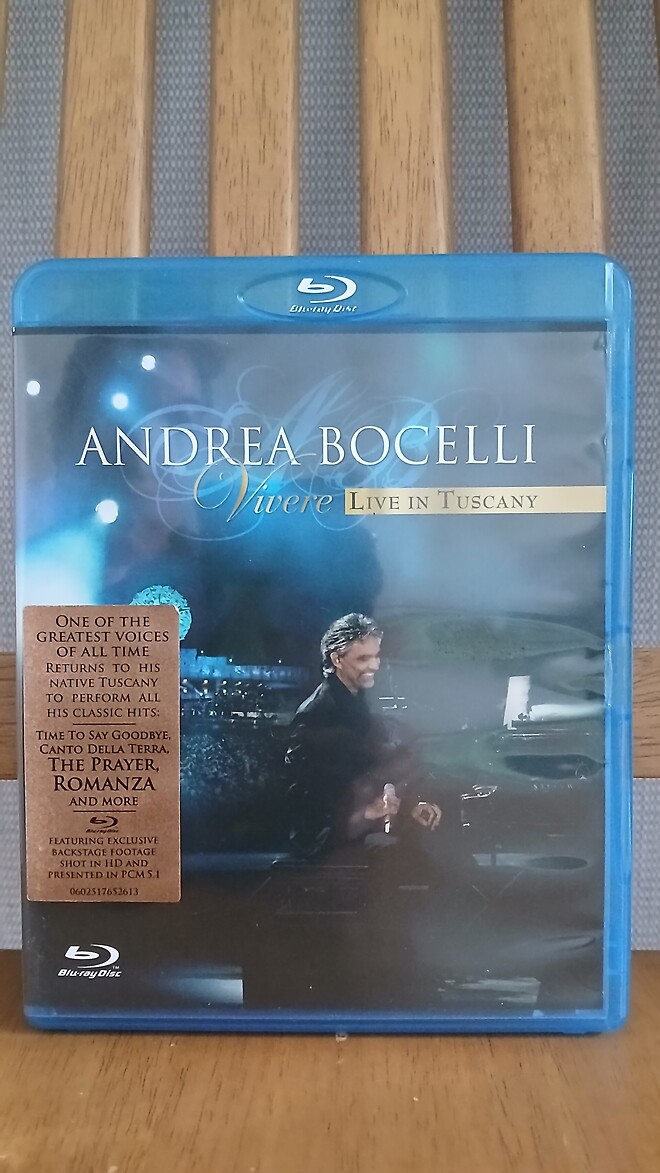 Blu-ray Disc
ANDREA BOCELLI
Vivere LIVE IN TUSCANY
ONE OF THE
GREATEST VOICES
OF ALL TIME
RETURNS TO HIS
NATIVE TUSCANY
TO PERFORM ALL
HIS CLASSIC HITS:
TIME TO SAY GOODBYE,
CANTO DELLA TERRA,
THE PRAYER,
ROMANZA
AND MORE
Blu-ray Disc
FEATURING EXCLUSIVE
BACKSTAGE FOOTAGE
SHOT IN HD AND
PRESENTED IN PCM 5.1
0602517652613
Blu-ray Disc™